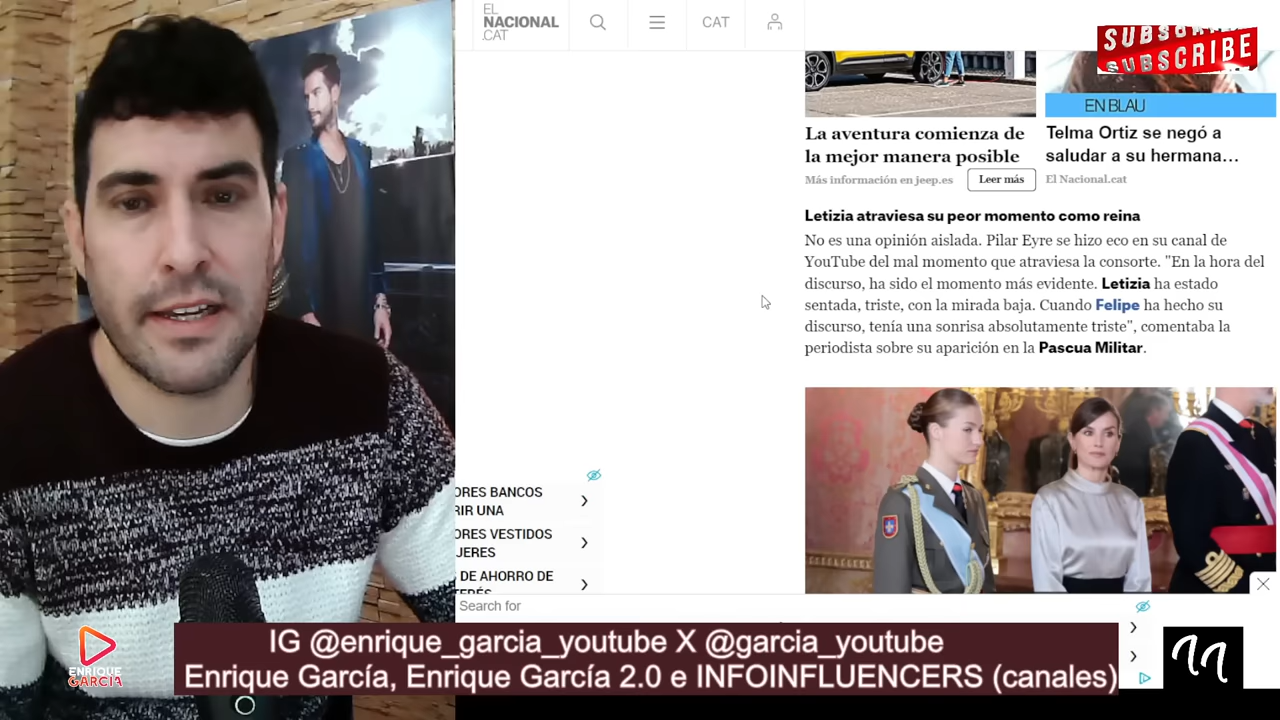 EL
NACIONAL
.CAT
CAT
SUBSCRIBE
SUBSCRIBE
EN BLAU
La aventura comienza de
la mejor manera posible
Más información en jeep.es
Leer más
Telma Ortiz se negó a
saludar a su hermana...
El Nacional.cat
Letizia atraviesa su peor momento como reina
No es una opinión aislada. Pilar Eyre se hizo eco en su canal de
YouTube del mal momento que atraviesa la consorte. "En la hora del
discurso, ha sido el momento más evidente. Letizia ha estado
sentada, triste, con la mirada baja. Cuando Felipe ha hecho su
discurso, tenía una sonrisa absolutamente triste", comentaba la
periodista sobre su aparición en la Pascua Militar.
ORES BANCOS
RIR UNA
ORES VESTIDOS
JERES
DE AHORRO DE
Search for
IG @enrique_garcia_youtube X @garcia_youtube
Enrique García, Enrique García 2.0 e INFOINFLUENCERS (canales)
ENRIQUE
GARCÍA